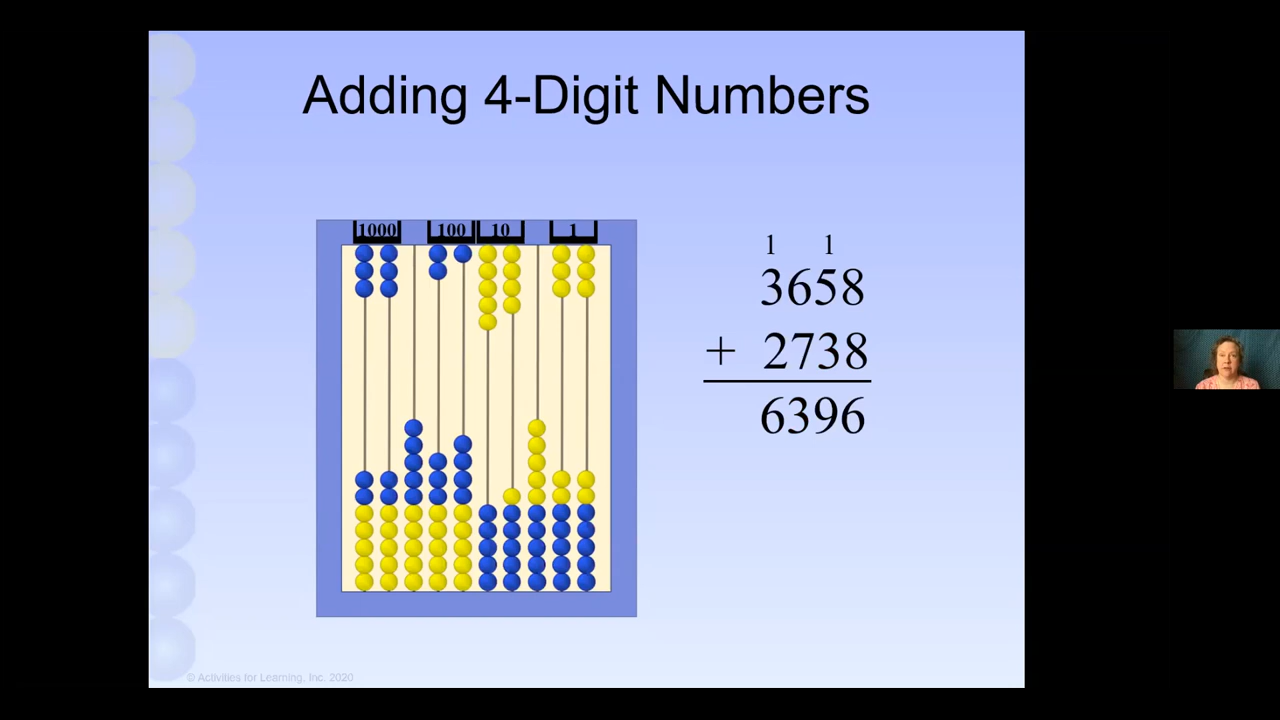 Adding 4-Digit Numbers
1000 100 10 1
1 1
3658
+ 2738
6396
© Activities for Learning, Inc. 2020